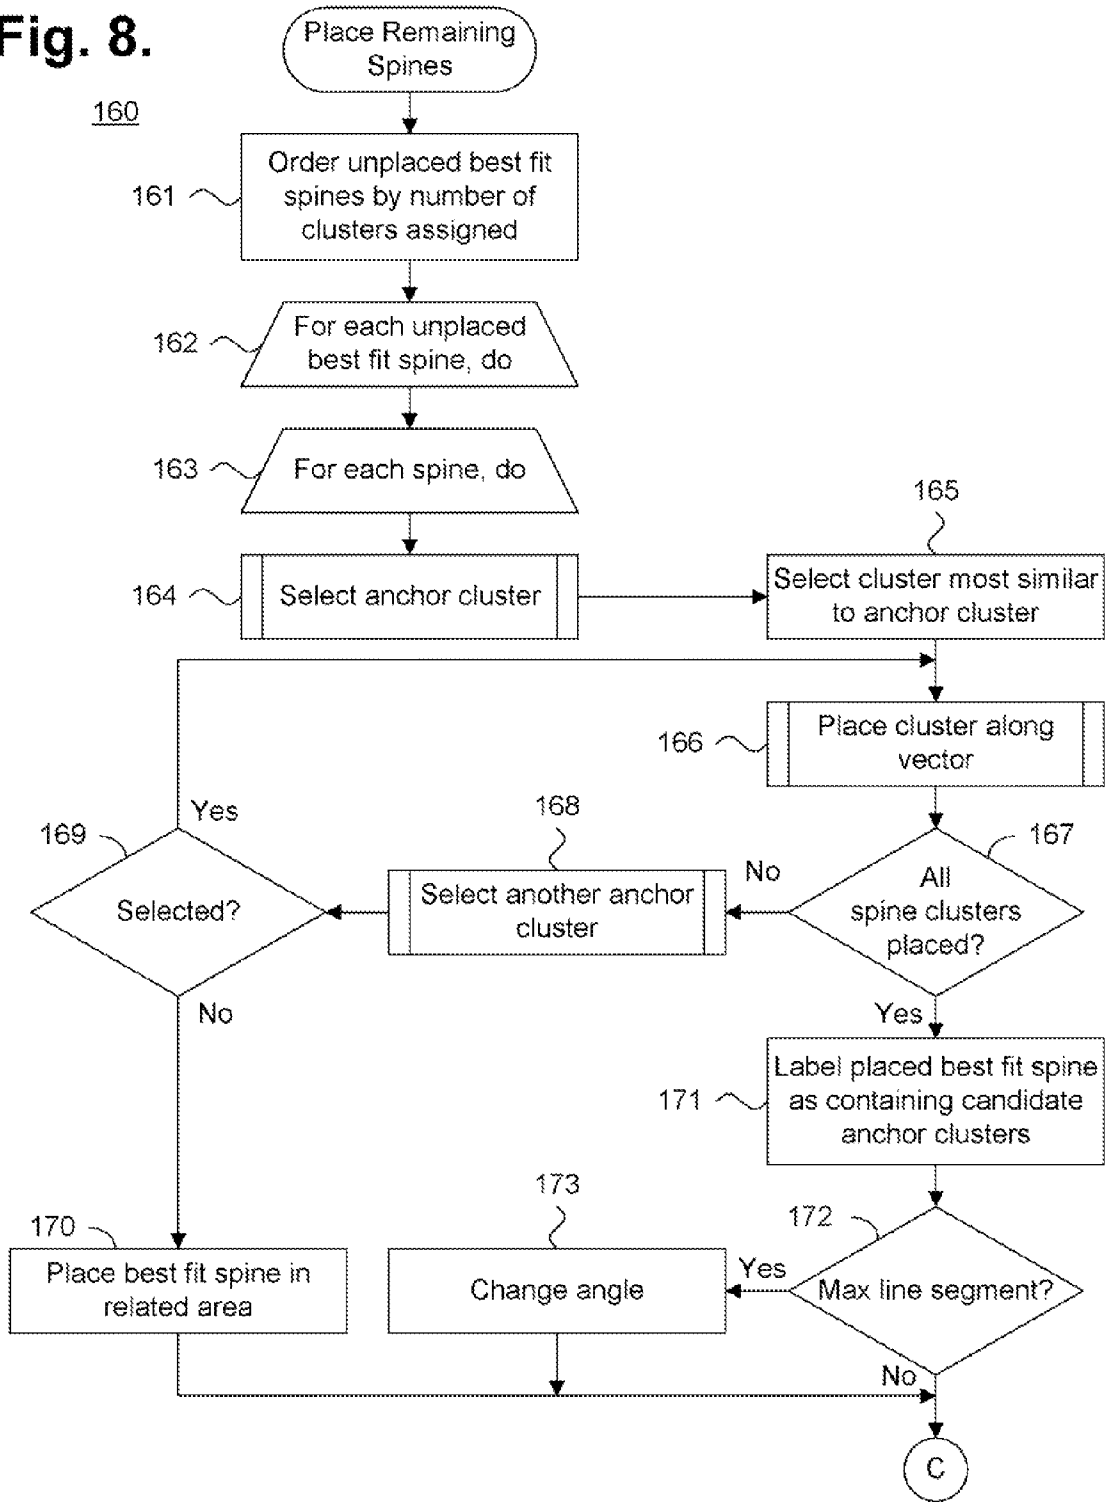 Fig. 8.
160
Place Remaining
Spines
161
Order unplaced best fit
spines by number of
clusters assigned
162
For each unplaced
best fit spine, do
163
For each spine, do
164
Select anchor cluster
165
Select cluster most similar
to anchor cluster
166
Place cluster along
vector
167
All
spine clusters
placed?
No
168
Select another anchor
cluster
169
Selected?
Yes
No
170
Place best fit spine in
related area
Yes
171
Label placed best fit spine
as containing candidate
anchor clusters
172
Max line segment?
Yes
173
Change angle
No
C